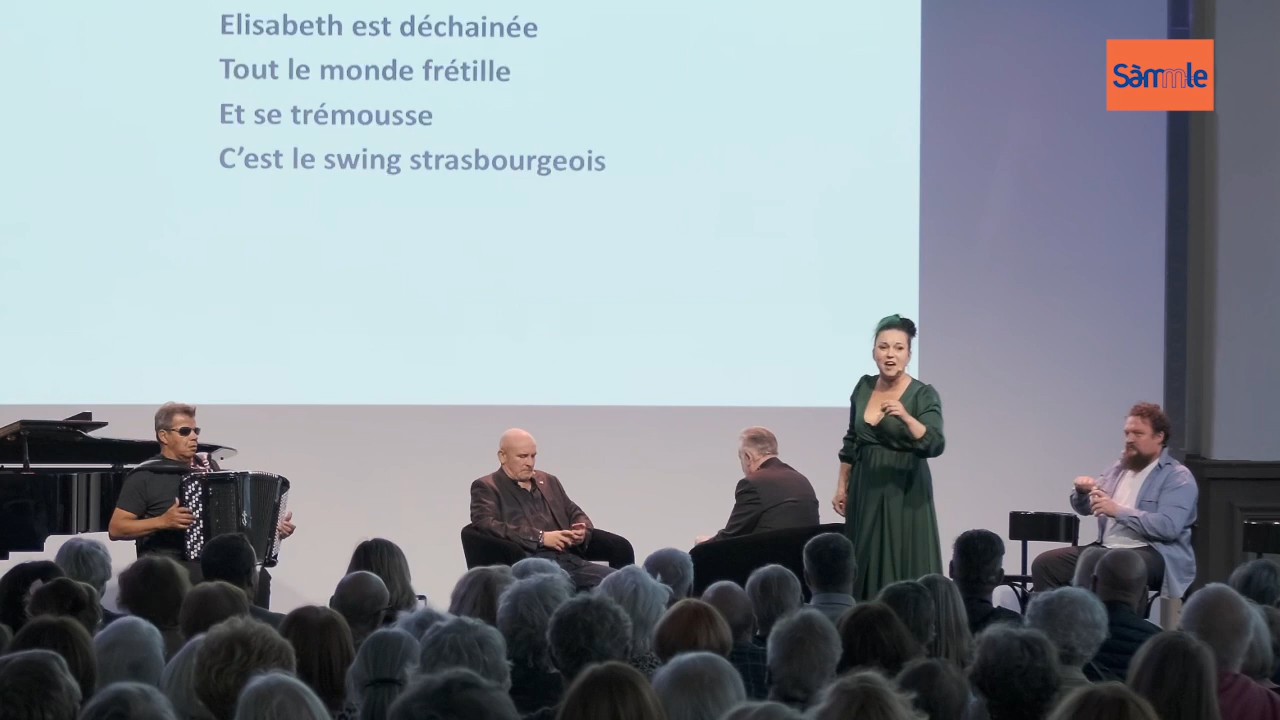 Elisabeth est déchainée
Tout le monde frétille
Et se trémousse
C'est le swing strasbourgeois
Sàmmle